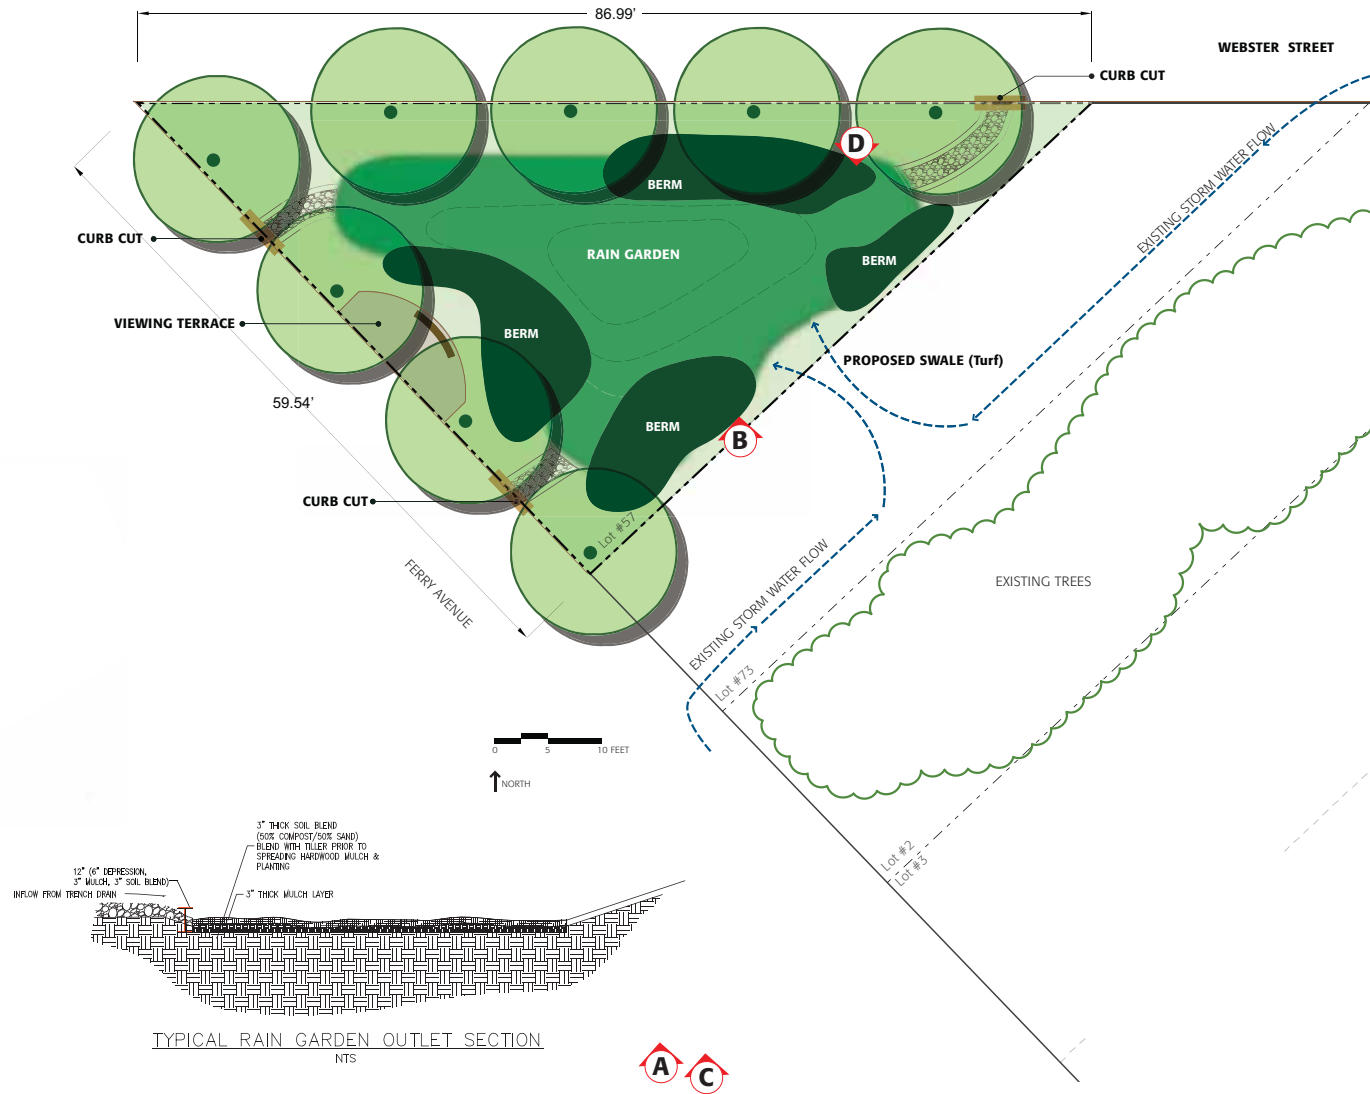 86.99'
WEBSTER STREET
CURB CUT
D
BERM
EXISTING STORM WATER FLOW
CURB CUT
RAIN GARDEN
BERM
VIEWING TERRACE
BERM
PROPOSED SWALE (Turf)
59.54'
BERM
B
CURB CUT
Lot #57
FERRY AVENUE
EXISTING TREES
EXISTING STORM WATER FLOW
Lot #73
0 5 10 FEET
NORTH
Lot #2
Lot #3
3" THICK SOIL BLEND
(50% COMPOST/50% SAND)
BLEND WITH TILLER PRIOR TO
SPREADING HARDWOOD MULCH &
PLANTING
12" (6" DEPRESSION,
3" MULCH, 3" SOIL BLEND)
INFLOW FROM TRENCH DRAIN
3" THICK MULCH LAYER
TYPICAL RAIN GARDEN OUTLET SECTION
NTS
A
C